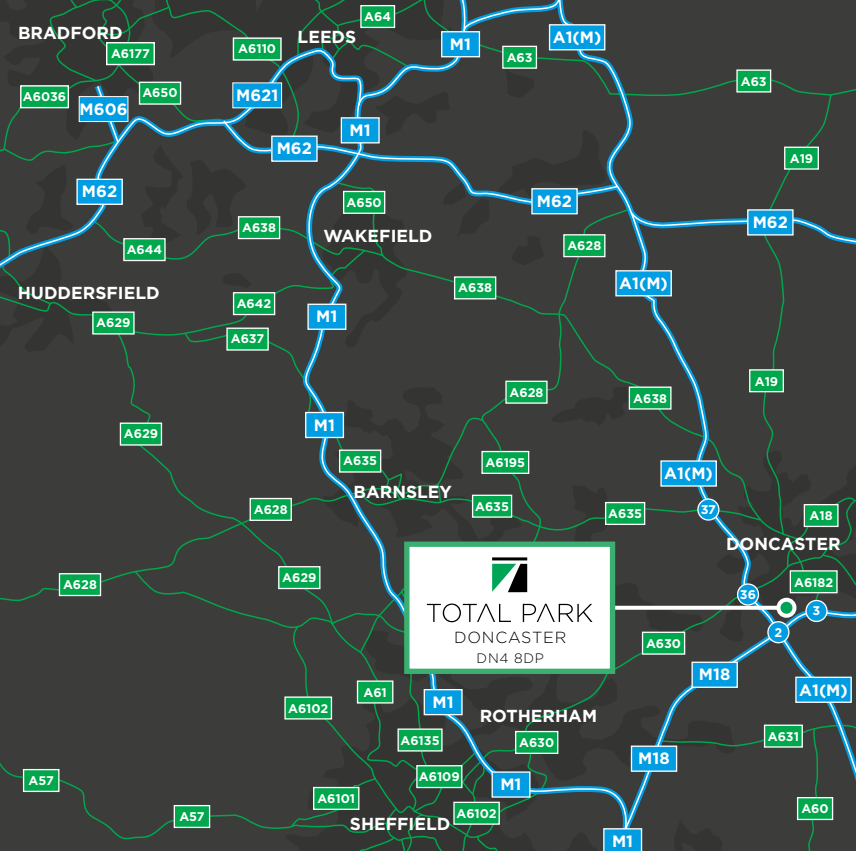 A64
BRADFORD
LEEDS
M1
A1(M)
A6177
A6110
A63
A63
A6036
A650
M621
M606
M1
M62
A19
M62
A650
M62
M62
A638
WAKEFIELD
A644
A628
A1(M)
A638
HUDDERSFIELD
A642
M1
A629
A637
A19
A628
A638
M1
A629
A635
A6195
A1(M)
BARNSLEY
A635
A628
A635
37
A18
DONCASTER
A629
A628
A6182
36
3
TOTAL PARK
DONCASTER
DN4 8DP
2
A630
M18
A61
A1(M)
M1
A6102
ROTHERHAM
A6135
A630
A631
M18
A57
A6109
M1
A6101
A6102
A57
SHEFFIELD
A60
M1